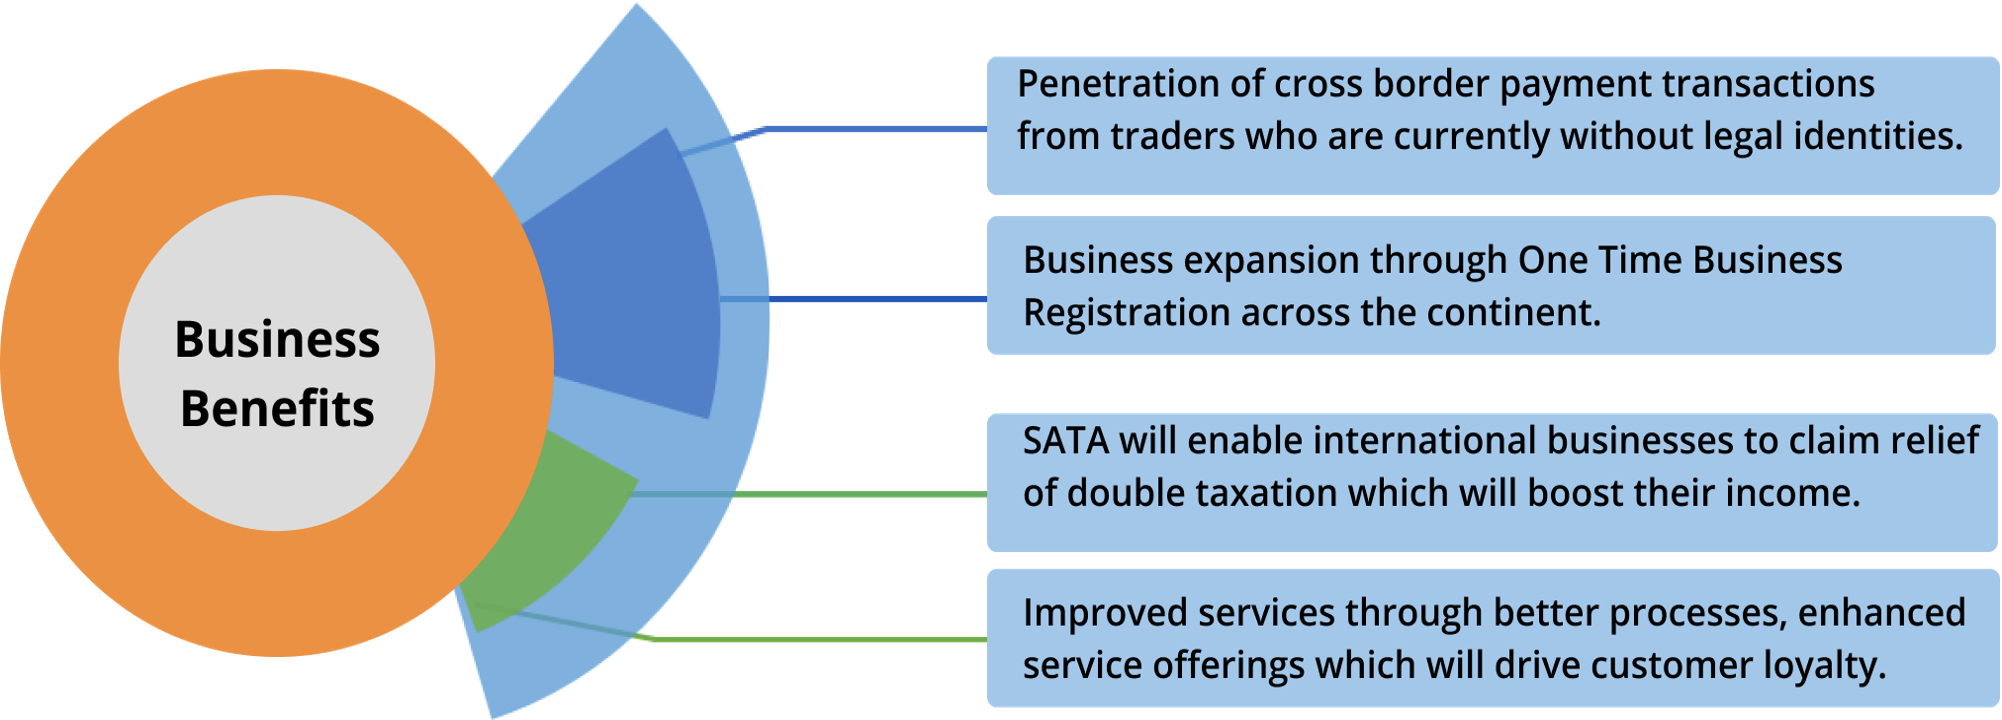 Business
Benefits
Penetration of cross border payment transactions
from traders who are currently without legal identities.
Business expansion through One Time Business
Registration across the continent.
SATA will enable international businesses to claim relief
of double taxation which will boost their income.
Improved services through better processes, enhanced
service offerings which will drive customer loyalty.